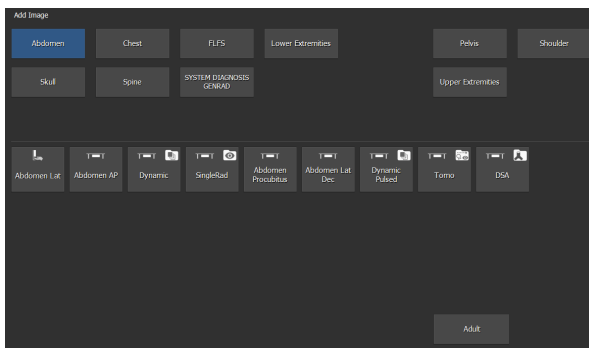 Add Image
Abdomen
Chest
FLFS
Lower Extremities
Pelvis
Shoulder
Skull
Spine
SYSTEM DIAGNOSIS
GENRAD
Upper Extremities
Abdomen Lat
Abdomen AP
Dynamic
SingleRad
Abdomen
Procubitus
Abdomen Lat
Dec
Dynamic
Pulsed
Tomo
DSA
Adult